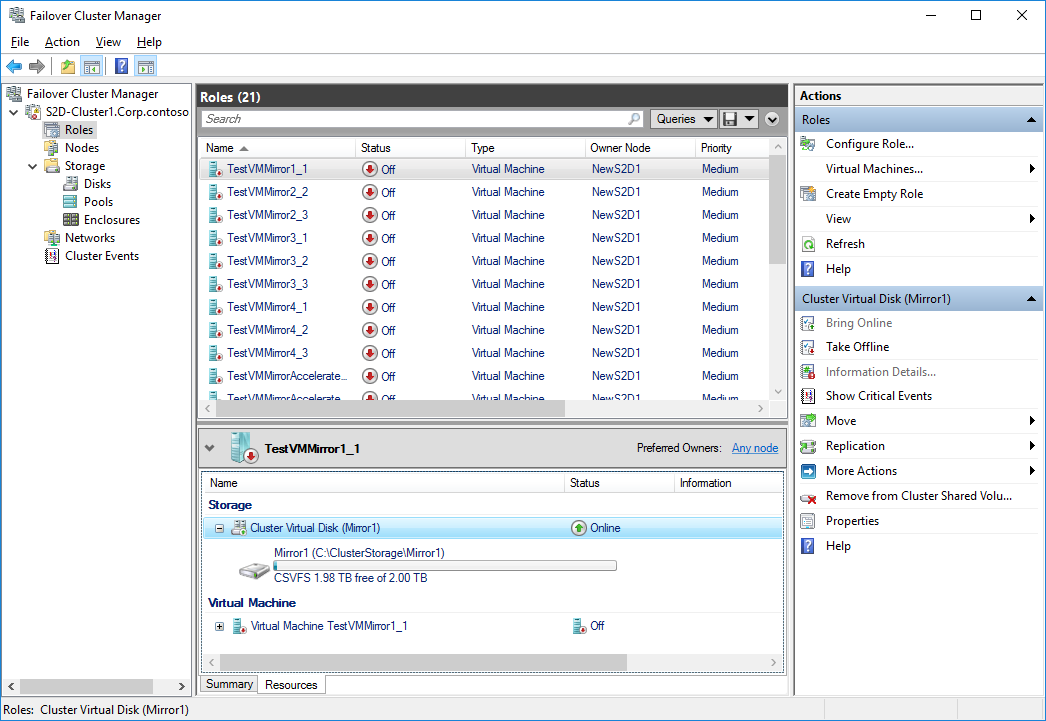 Failover Cluster Manager
File Action View Help
Failover Cluster Manager
S2D-Cluster1.Corp.contoso
Roles
Nodes
Storage
Disks
Pools
Enclosures
Networks
Cluster Events
Roles (21)
Search
Queries
Name Status Type Owner Node Priority
TestVMMirror1_1 Off Virtual Machine NewS2D1 Medium
TestVMMirror2_2 Off Virtual Machine NewS2D1 Medium
TestVMMirror2_3 Off Virtual Machine NewS2D1 Medium
TestVMMirror3_1 Off Virtual Machine NewS2D1 Medium
TestVMMirror3_2 Off Virtual Machine NewS2D1 Medium
TestVMMirror3_3 Off Virtual Machine NewS2D1 Medium
TestVMMirror4_1 Off Virtual Machine NewS2D1 Medium
TestVMMirror4_2 Off Virtual Machine NewS2D1 Medium
TestVMMirror4_3 Off Virtual Machine NewS2D1 Medium
TestVMMirrorAccelerate... Off Virtual Machine NewS2D1 Medium
TestVMMirrorAccelerate... Off Virtual Machine NewS2D1 Medium
TestVMMirror1_1 Preferred Owners: Any node
Name Status Information
Storage
Cluster Virtual Disk (Mirror1) Online
Mirror1 (C:\ClusterStorage\Mirror1)
CSVFS 1.98 TB free of 2.00 TB
Virtual Machine
Virtual Machine TestVMMirror1_1 Off
Summary Resources
Actions
Roles
Configure Role...
Virtual Machines...
Create Empty Role
View
Refresh
Help
Cluster Virtual Disk (Mirror1)
Bring Online
Take Offline
Information Details...
Show Critical Events
Move
Replication
More Actions
Remove from Cluster Shared Volu...
Properties
Help
Roles: Cluster Virtual Disk (Mirror1)